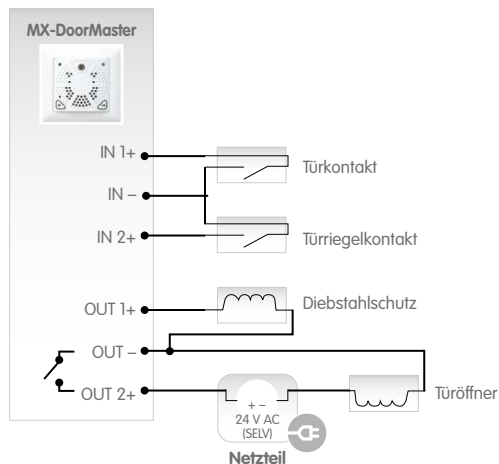 MX-DoorMaster
IN 1+
Türkontakt
IN –
IN 2+
Türriegelkontakt
OUT 1+
Diebstahlschutz
OUT –
OUT 2+
+ –
24 V AC
(SELV)
Türöffner
Netzteil